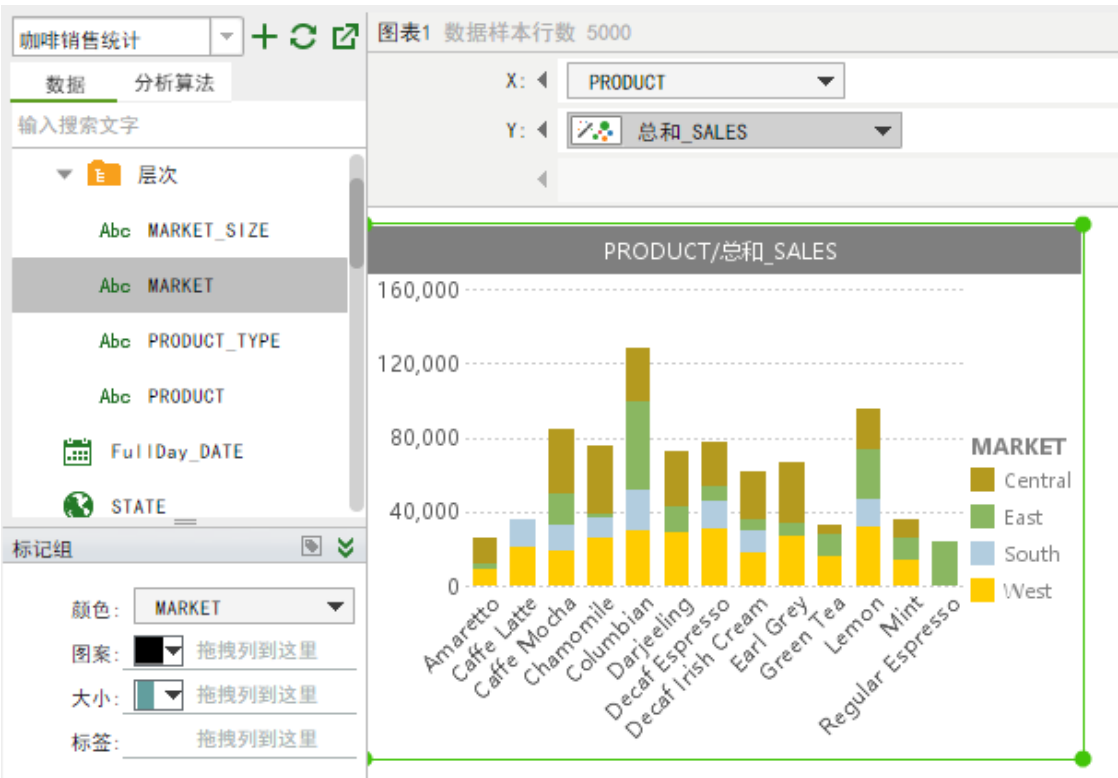 咖啡销售统计
数据 分析算法
输入搜索文字
层次
Abc MARKET_SIZE
Abc MARKET
Abc PRODUCT_TYPE
Abc PRODUCT
FullDay_DATE
STATE
标记组
颜色: MARKET
图案: 拖拽列到这里
大小: 拖拽列到这里
标签: 拖拽列到这里
图表1 数据样本行数 5000
X: PRODUCT
Y: 总和_SALES
PRODUCT/总和_SALES
160,000
120,000
80,000
40,000
0
Amaretto
Caffe Latte
Caffe Mocha
Chamomile
Columbian
Darjeeling
Decaf Espresso
Decaf Irish Cream
Earl Grey
Green Tea
Lemon
Mint
Regular Espresso
MARKET
Central
East
South
West